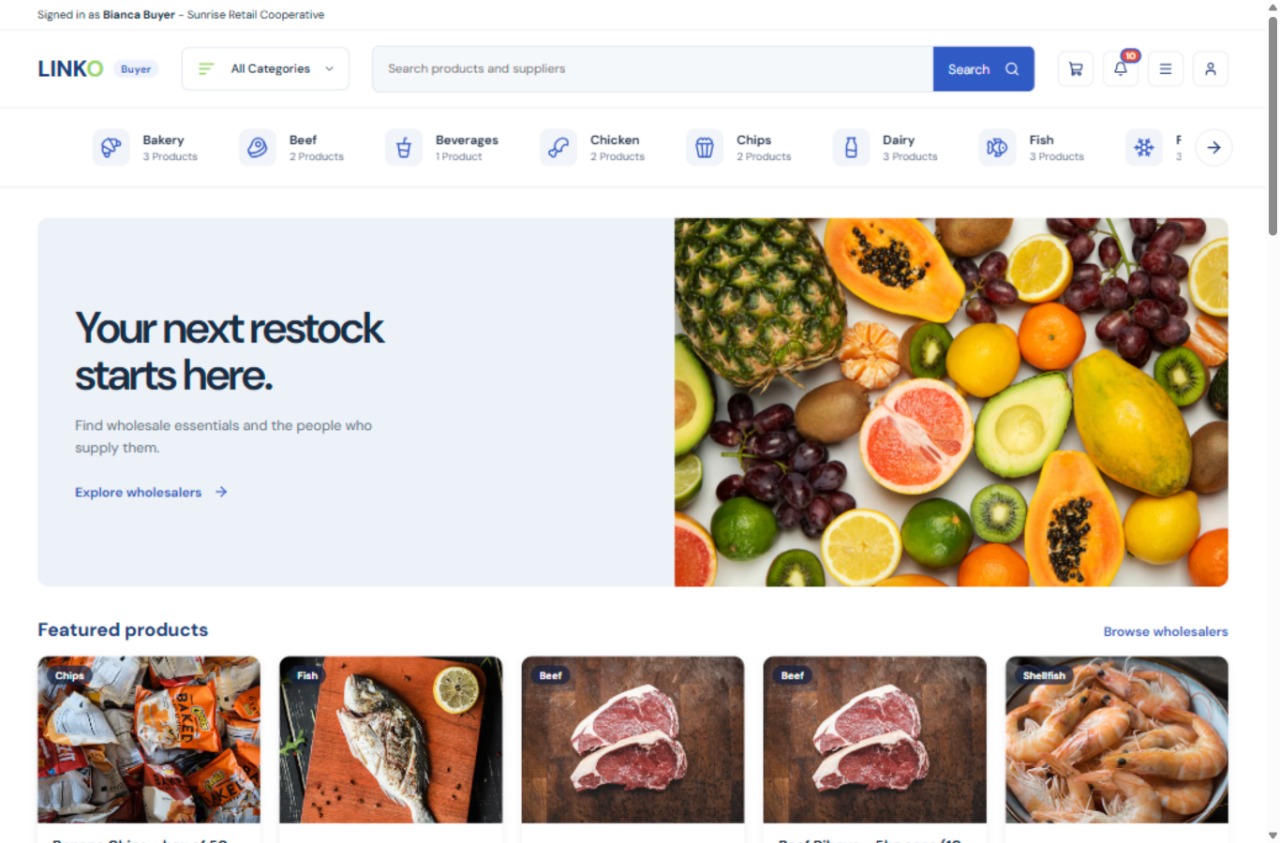 Signed in as Bianca Buyer - Sunrise Retail Cooperative
LINKO Buyer All Categories Search products and suppliers Search 10
Bakery Beef Beverages Chicken Chips Dairy Fish
3 Products 2 Products 1 Product 2 Products 2 Products 3 Products 3 Products
Your next restock
starts here.
Find wholesale essentials and the people who
supply them.
Explore wholesalers
Featured products Browse wholesalers
Chips Fish Beef Beef Shellfish
BAKED